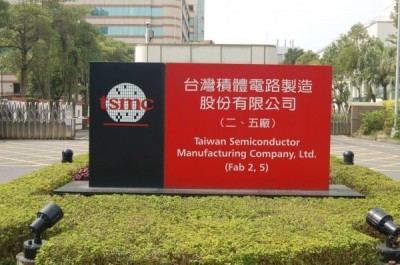 tsmc
台灣積體電路製造
股份有限公司
(二、五廠)
Taiwan Semiconductor
Manufacturing Company, Ltd.
(Fab 2, 5)